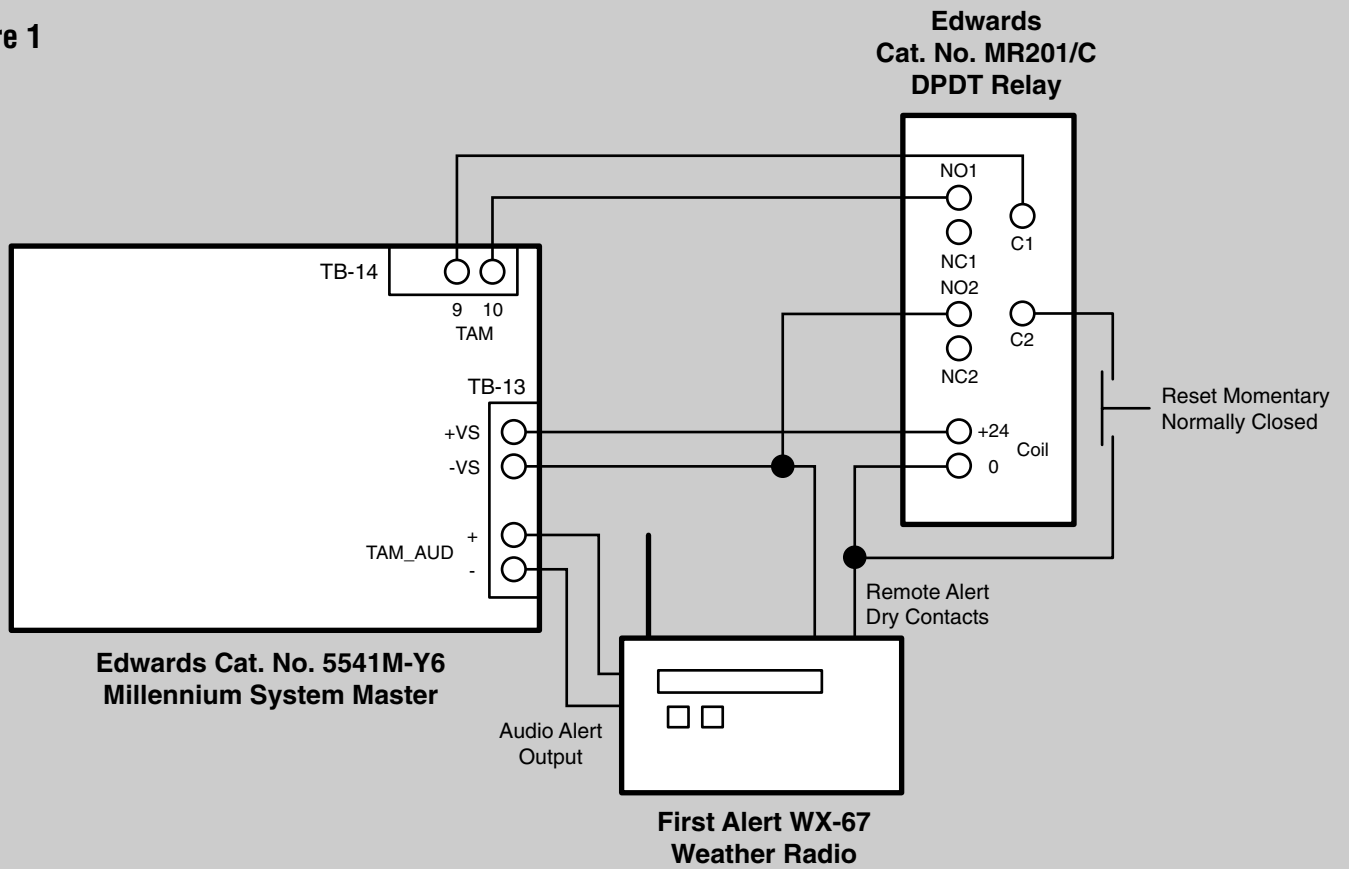 re 1
Edwards
Cat. No. MR201/C
DPDT Relay
NO1
C1
NC1
NO2
C2
NC2
+24
Coil
0
Reset Momentary
Normally Closed
TB-14
9 10
TAM
TB-13
+VS
-VS
+
TAM_AUD
-
Edwards Cat. No. 5541M-Y6
Millennium System Master
Remote Alert
Dry Contacts
Audio Alert
Output
First Alert WX-67
Weather Radio